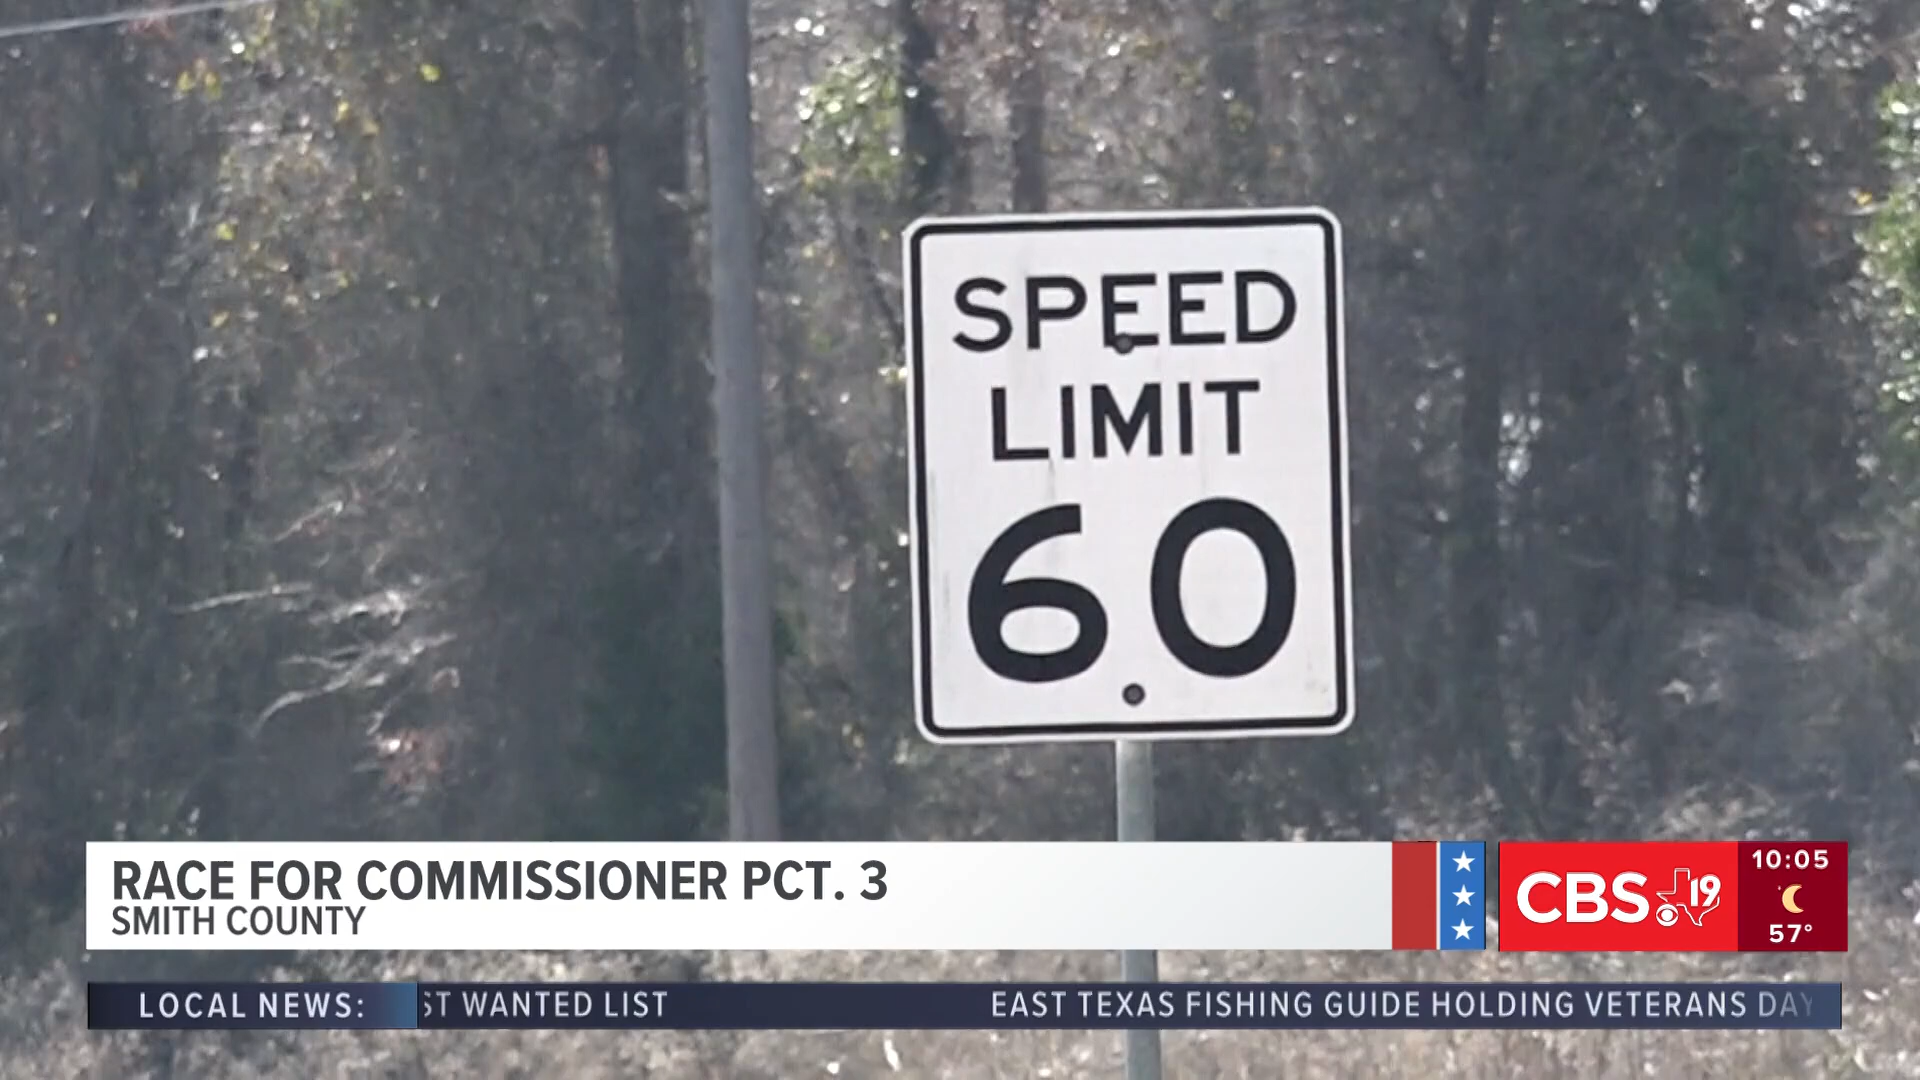 SPEED
LIMIT
60
RACE FOR COMMISSIONER PCT. 3
SMITH COUNTY
CBS 19
10:05
57°
LOCAL NEWS:
ST WANTED LIST
EAST TEXAS FISHING GUIDE HOLDING VETERANS DAY